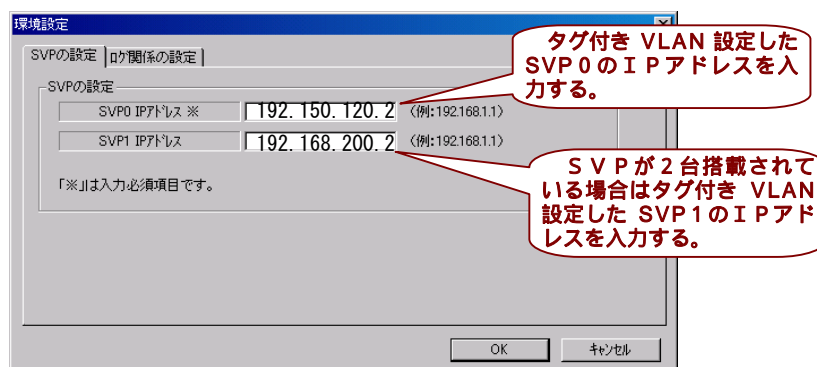 環境設定
SVPの設定
ログ関係の設定
タグ付き VLAN 設定した
SVP0のIPアドレスを入
力する。
SVPの設定
SVP0 IPアドレス ※
192.150.120.2
(例:192.168.1.1)
SVP1 IPアドレス
192.168.200.2
(例:192.168.1.1)
SVPが2台搭載されて
いる場合はタグ付き VLAN
設定した SVP1のIPアド
レスを入力する。
「※」は入力必須項目です。
OK
キャンセル